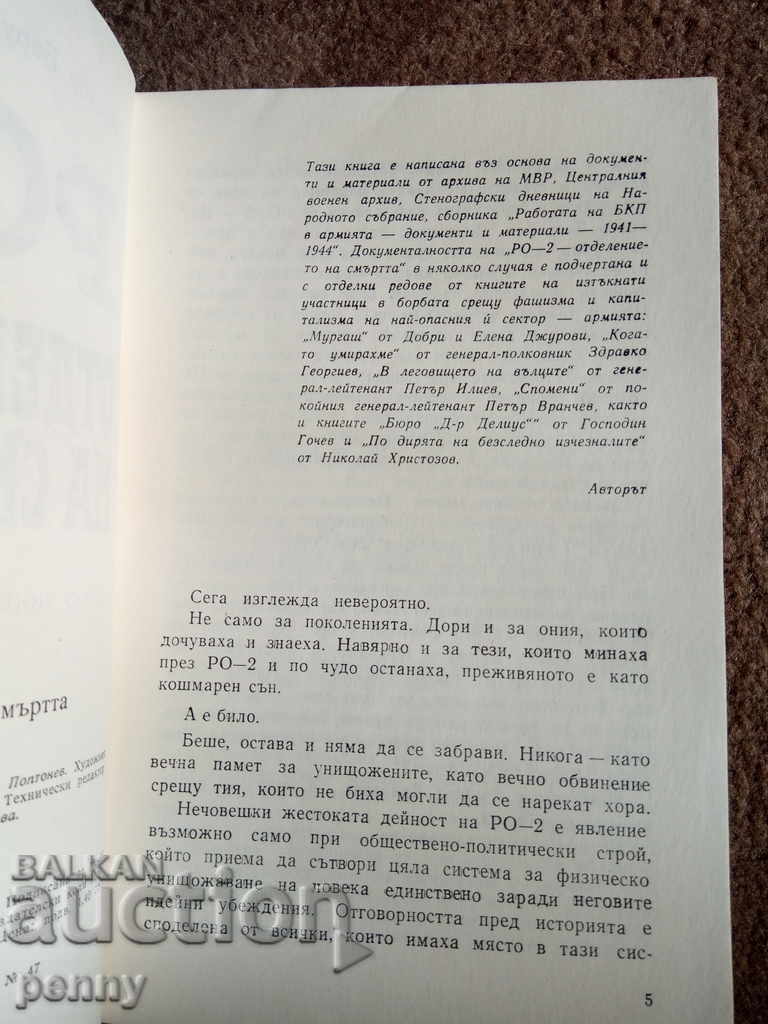 мъртта
Полтонев. Художн
Технически редакт
ва.
№ 47
Тази книга е написана въз основа на докумен-
ти и материали от архива на МВР, Централния
военен архив, Стенографски дневници на На-
родното събрание, сборника „Работата на БКП
в армията — документи и материали — 1941—
1944“. Документалността на „РО—2—отделение-
то на смъртта“ в няколко случая е подчертана и
с отделни редове от книгите на изтъкнати
участници в борбата срещу фашизма и капи-
тализма на най-опасния ѝ сектор — армията:
„Мургаш“ от Добри и Елена Джурови, „Кога-
то умирахме“ от генерал-полковник Здравко
Георгиев, „В леговището на вълците“ от гене-
рал-лейтенант Петър Илиев, „Спомени“ от по-
койния генерал-лейтенант Петър Вранчев, както
и книгите „Бюро „Д-р Делиус““ от Господин
Гочев и „По дирята на безследно изчезналите“
от Николай Христозов.
Авторът
Сега изглежда невероятно.
Не само за поколенията. Дори и за ония, които
дочуваха и знаеха. Навярно и за тези, които минаха
през РО—2 и по чудо останаха, преживяното е като
кошмарен сън.
А е било.
Беше, остава и няма да се забрави. Никога — като
вечна памет за унищожените, като вечно обвинение
срещу тия, които не биха могли да се нарекат хора.
Нечовешки жестоката дейност на РО—2 е явление
възможно само при обществено-политически строй,
който приема да сътвори цяла система за физическо
унищожаване на човека единствено заради неговите
идейни убеждения. Отговорността пред историята е
споделена от всички, които имаха място в тази сис-
5
BALKAN
auction
penny